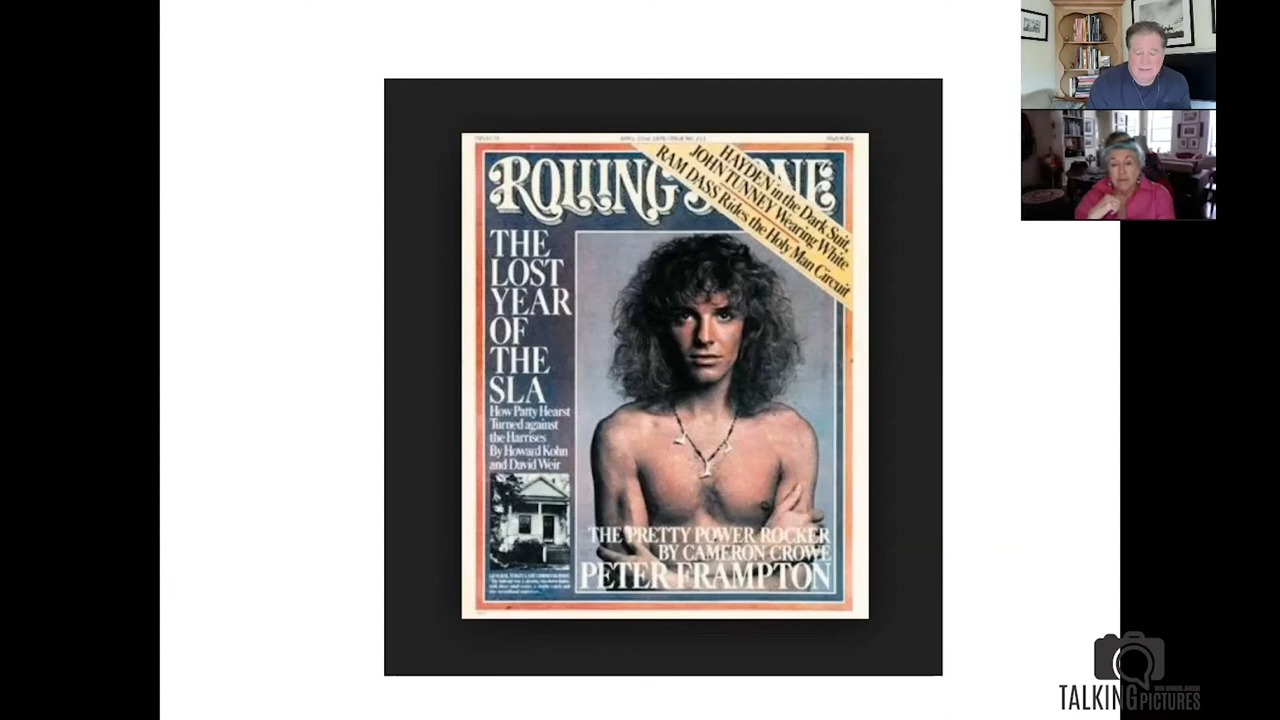 ROLLING STONE
HAYDEN in the Dark Suit,
JOHN TUNNEY Wearing White
RAM DASS Rides the Holy Man Circuit
THE
LOST
YEAR
OF
THE
SLA
How Patty Hearst
Turned against
the Harrises
By Howard Kohn
and David Weir
THE PRETTY POWER ROCKER
BY CAMERON CROWE
PETER FRAMPTON
TALKING
PICTURES